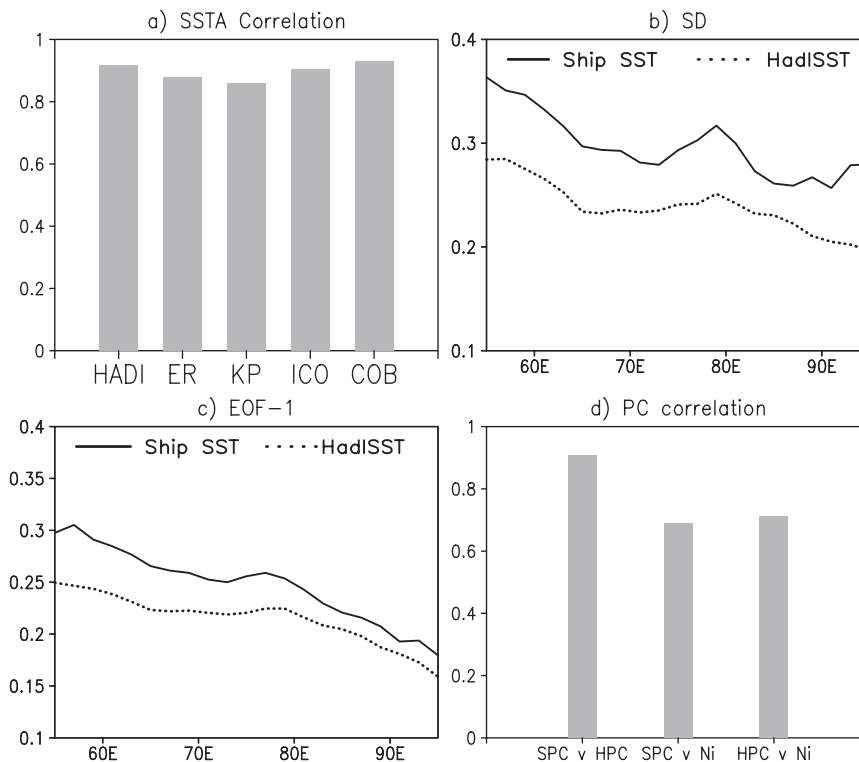 a) SSTA Correlation
1
0.8
0.6
0.4
0.2
0
HADI ER KP ICO COB
b) SD
0.4
Ship SST HadISST
0.3
0.2
0.1
60E 70E 80E 90E
c) EOF-1
0.4
Ship SST HadISST
0.35
0.3
0.25
0.2
0.15
0.1
60E 70E 80E 90E
d) PC correlation
1
0.8
0.6
0.4
0.2
0
SPC v HPC SPC v Ni HPC v Ni